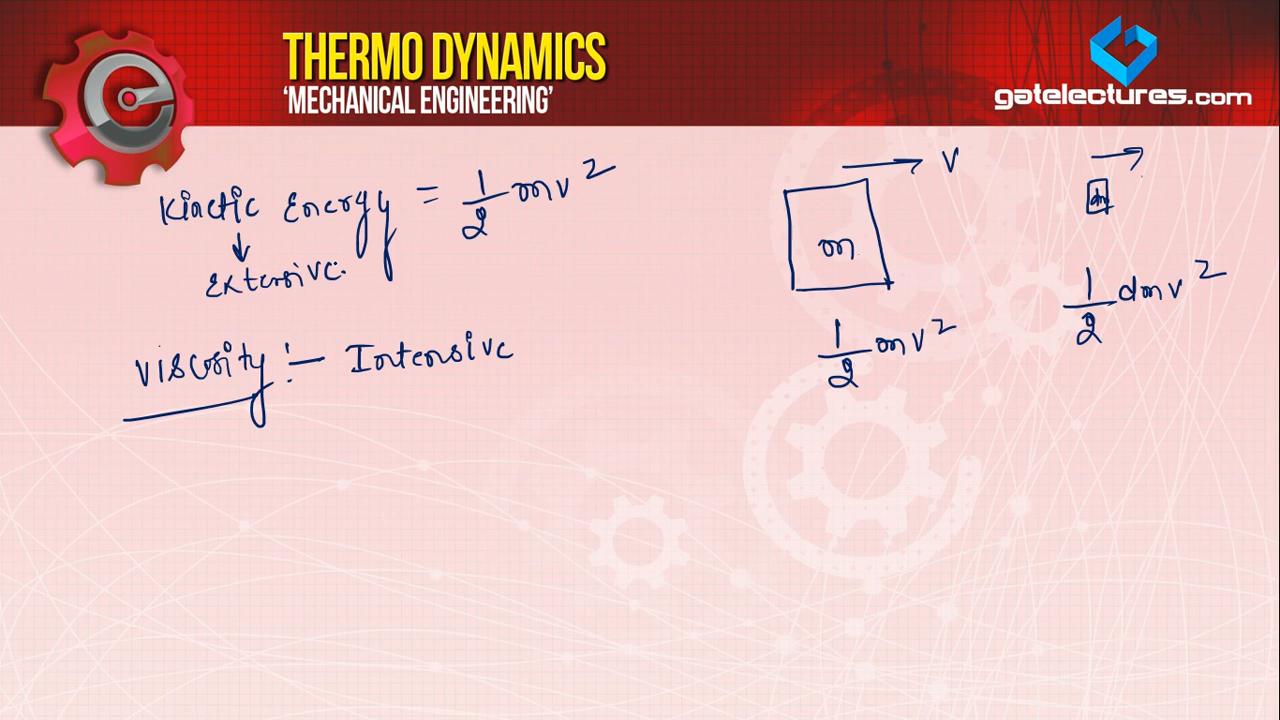 THERMO DYNAMICS
'MECHANICAL ENGINEERING'
gatelectures.com
Kinetic Energy = 1/2 mv²
↓
Extensive.
Viscosity :- Intensive
→ V
m
1/2 mv²
→
dm
1/2 dmv²